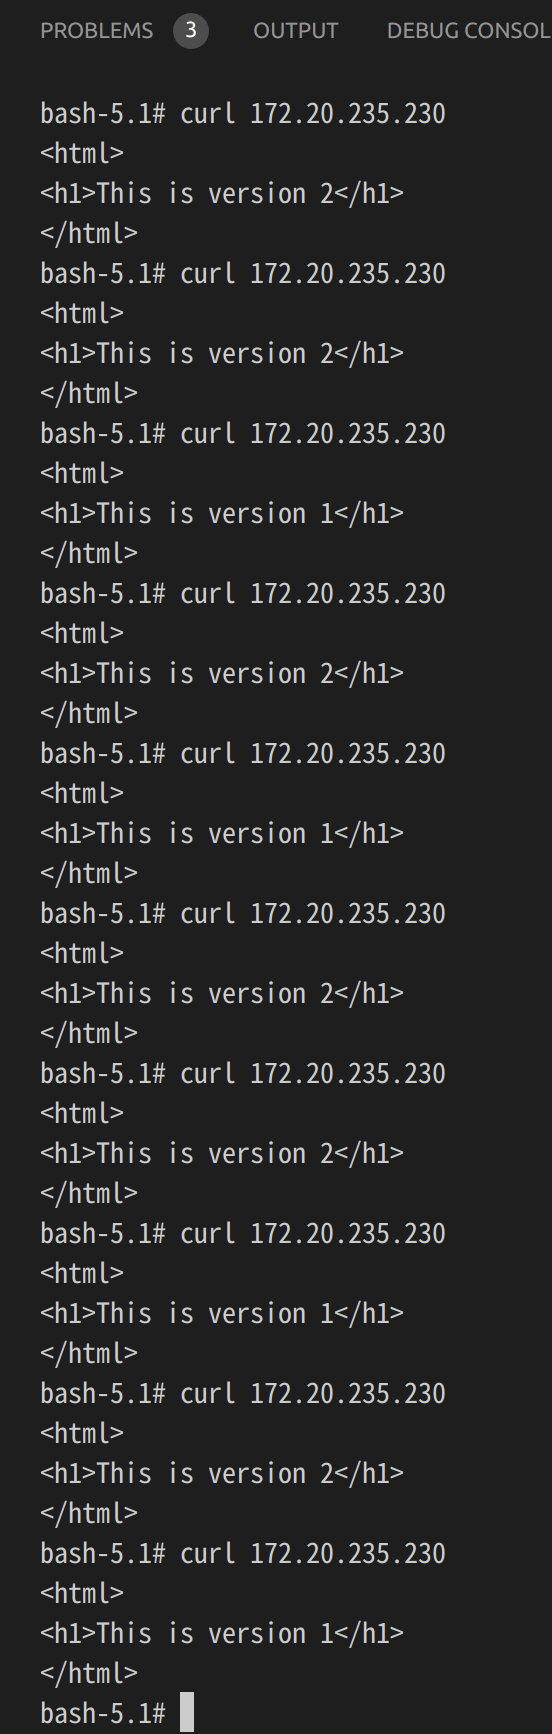 PROBLEMS 3 OUTPUT DEBUG CONSOL
bash-5.1# curl 172.20.235.230
<html>
<h1>This is version 2</h1>
</html>
bash-5.1# curl 172.20.235.230
<html>
<h1>This is version 2</h1>
</html>
bash-5.1# curl 172.20.235.230
<html>
<h1>This is version 1</h1>
</html>
bash-5.1# curl 172.20.235.230
<html>
<h1>This is version 2</h1>
</html>
bash-5.1# curl 172.20.235.230
<html>
<h1>This is version 1</h1>
</html>
bash-5.1# curl 172.20.235.230
<html>
<h1>This is version 2</h1>
</html>
bash-5.1# curl 172.20.235.230
<html>
<h1>This is version 2</h1>
</html>
bash-5.1# curl 172.20.235.230
<html>
<h1>This is version 1</h1>
</html>
bash-5.1# curl 172.20.235.230
<html>
<h1>This is version 2</h1>
</html>
bash-5.1# curl 172.20.235.230
<html>
<h1>This is version 1</h1>
</html>
bash-5.1#